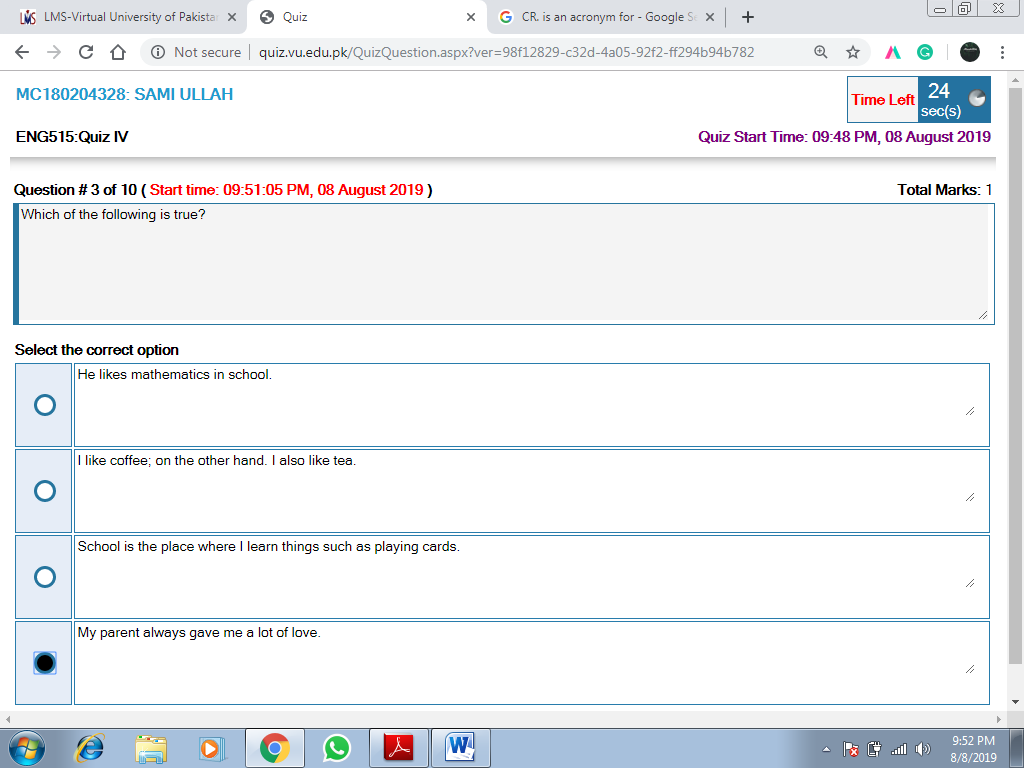 LMS-Virtual University of Pakistan
Quiz
CR. is an acronym for - Google Se
Not secure
quiz.vu.edu.pk/QuizQuestion.aspx?ver=98f12829-c32d-4a05-92f2-ff294b94b782
MC180204328: SAMI ULLAH
Time Left
24
sec(s)
ENG515:Quiz IV
Quiz Start Time: 09:48 PM, 08 August 2019
Question # 3 of 10 ( Start time: 09:51:05 PM, 08 August 2019 )
Total Marks: 1
Which of the following is true?
Select the correct option
He likes mathematics in school.
I like coffee; on the other hand. I also like tea.
School is the place where I learn things such as playing cards.
My parent always gave me a lot of love.
9:52 PM
8/8/2019